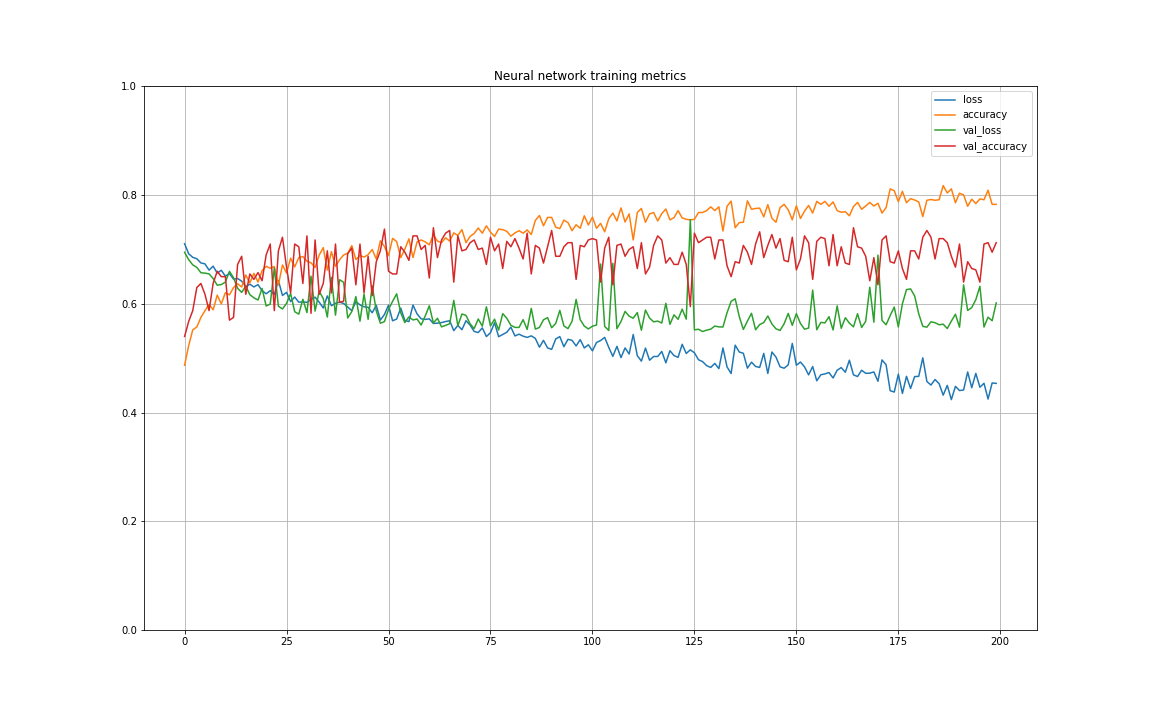 Neural network training metrics
1.0
0.8
0.6
0.4
0.2
0.0
loss
accuracy
val_loss
val_accuracy
0 25 50 75 100 125 150 175 200